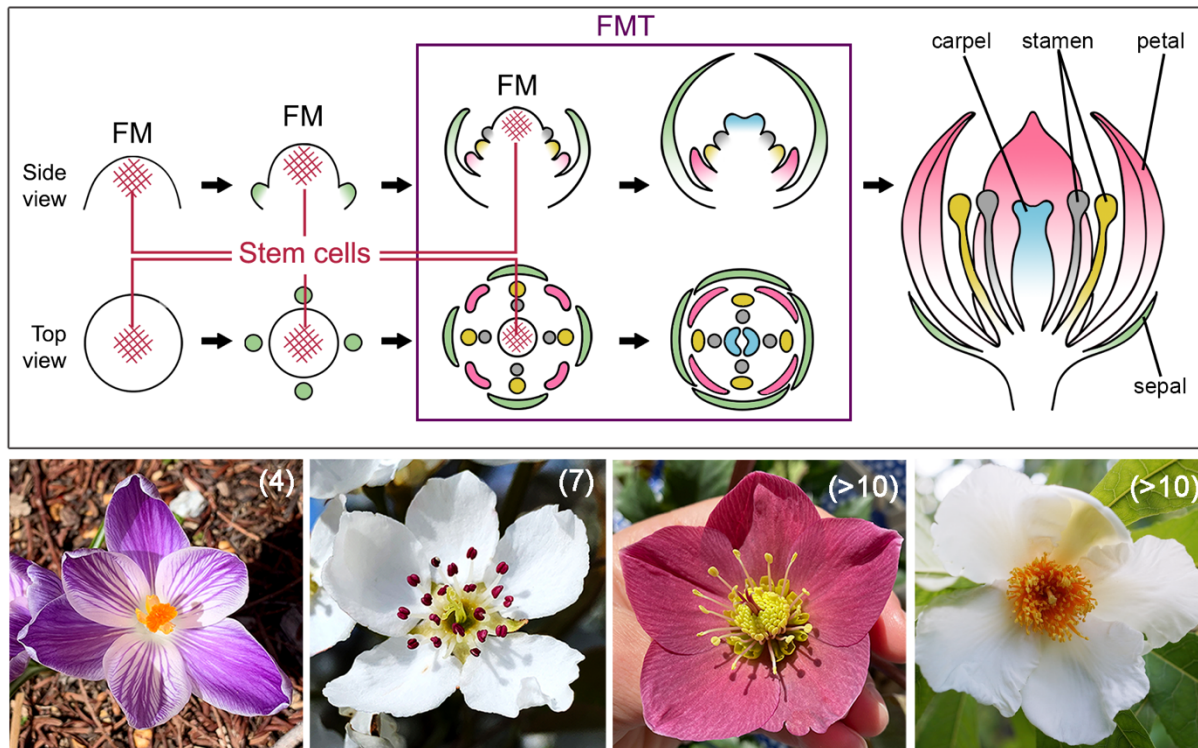 FMT
carpel
stamen
petal
FM
FM
FM
Side
view
Stem cells
Top
view
sepal
(4)
(7)
(>10)
(>10)